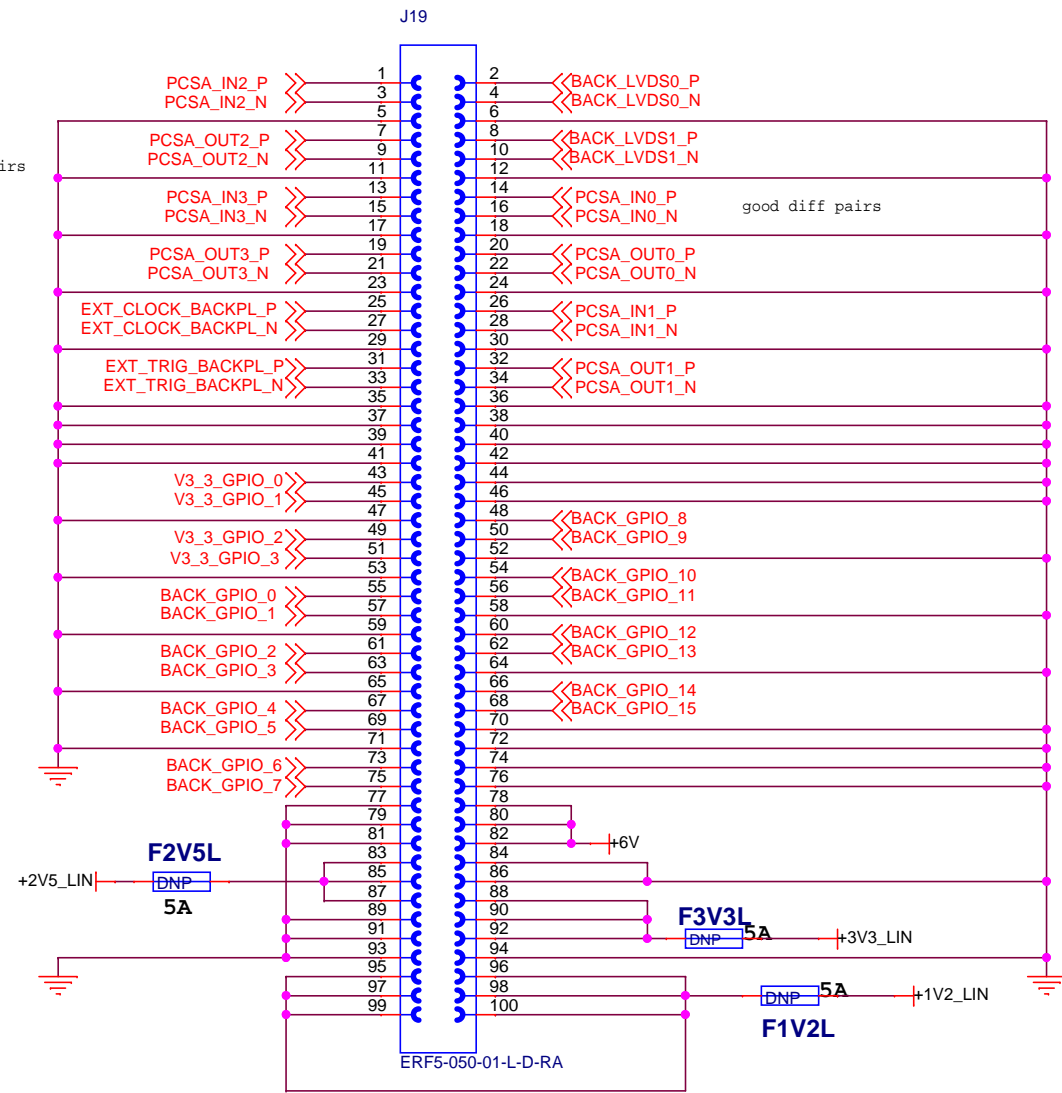 J19
1 2
PCSA_IN2_P BACK_LVDS0_P
3 4
PCSA_IN2_N BACK_LVDS0_N
5 6
7 8
PCSA_OUT2_P BACK_LVDS1_P
9 10
PCSA_OUT2_N BACK_LVDS1_N
irs
11 12
13 14
PCSA_IN3_P PCSA_IN0_P
15 16
PCSA_IN3_N PCSA_IN0_N good diff pairs
17 18
19 20
PCSA_OUT3_P PCSA_OUT0_P
21 22
PCSA_OUT3_N PCSA_OUT0_N
23 24
25 26
EXT_CLOCK_BACKPL_P PCSA_IN1_P
27 28
EXT_CLOCK_BACKPL_N PCSA_IN1_N
29 30
31 32
EXT_TRIG_BACKPL_P PCSA_OUT1_P
33 34
EXT_TRIG_BACKPL_N PCSA_OUT1_N
35 36
37 38
39 40
41 42
43 44
V3_3_GPIO_0
45 46
V3_3_GPIO_1
47 48
BACK_GPIO_8
49 50
V3_3_GPIO_2 BACK_GPIO_9
51 52
V3_3_GPIO_3
53 54
BACK_GPIO_10
55 56
BACK_GPIO_0 BACK_GPIO_11
57 58
BACK_GPIO_1
59 60
BACK_GPIO_12
61 62
BACK_GPIO_2 BACK_GPIO_13
63 64
BACK_GPIO_3
65 66
BACK_GPIO_14
67 68
BACK_GPIO_4 BACK_GPIO_15
69 70
BACK_GPIO_5
71 72
73 74
BACK_GPIO_6
75 76
BACK_GPIO_7
77 78
79 80
81 82
+6V
83 84
F2V5L
85 86
+2V5_LIN DNP
87 88
5A
89 90
F3V3L
91 92
DNP 5A +3V3_LIN
93 94
95 96
97 98
DNP 5A +1V2_LIN
99 100
F1V2L
ERF5-050-01-L-D-RA